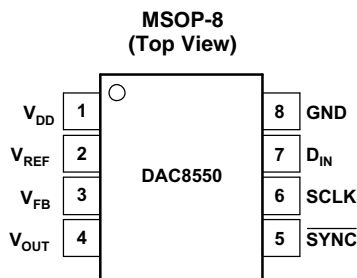 MSOP-8
(Top View)
V_DD 1 8 GND
V_REF 2 7 D_IN
DAC8550
V_FB 3 6 SCLK
V_OUT 4 5 S̅Y̅N̅C̅